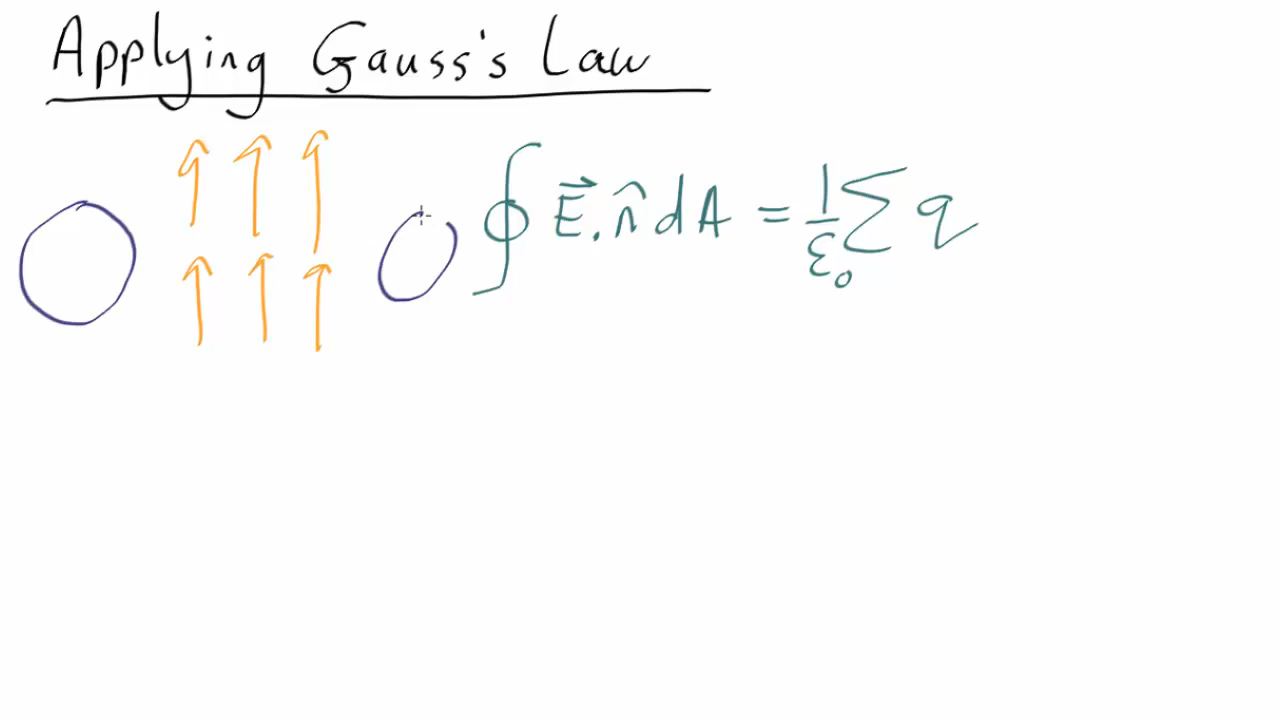 Applying Gauss's Law
∮ E⃗ . n̂ dA = 1/ε₀ Σ q